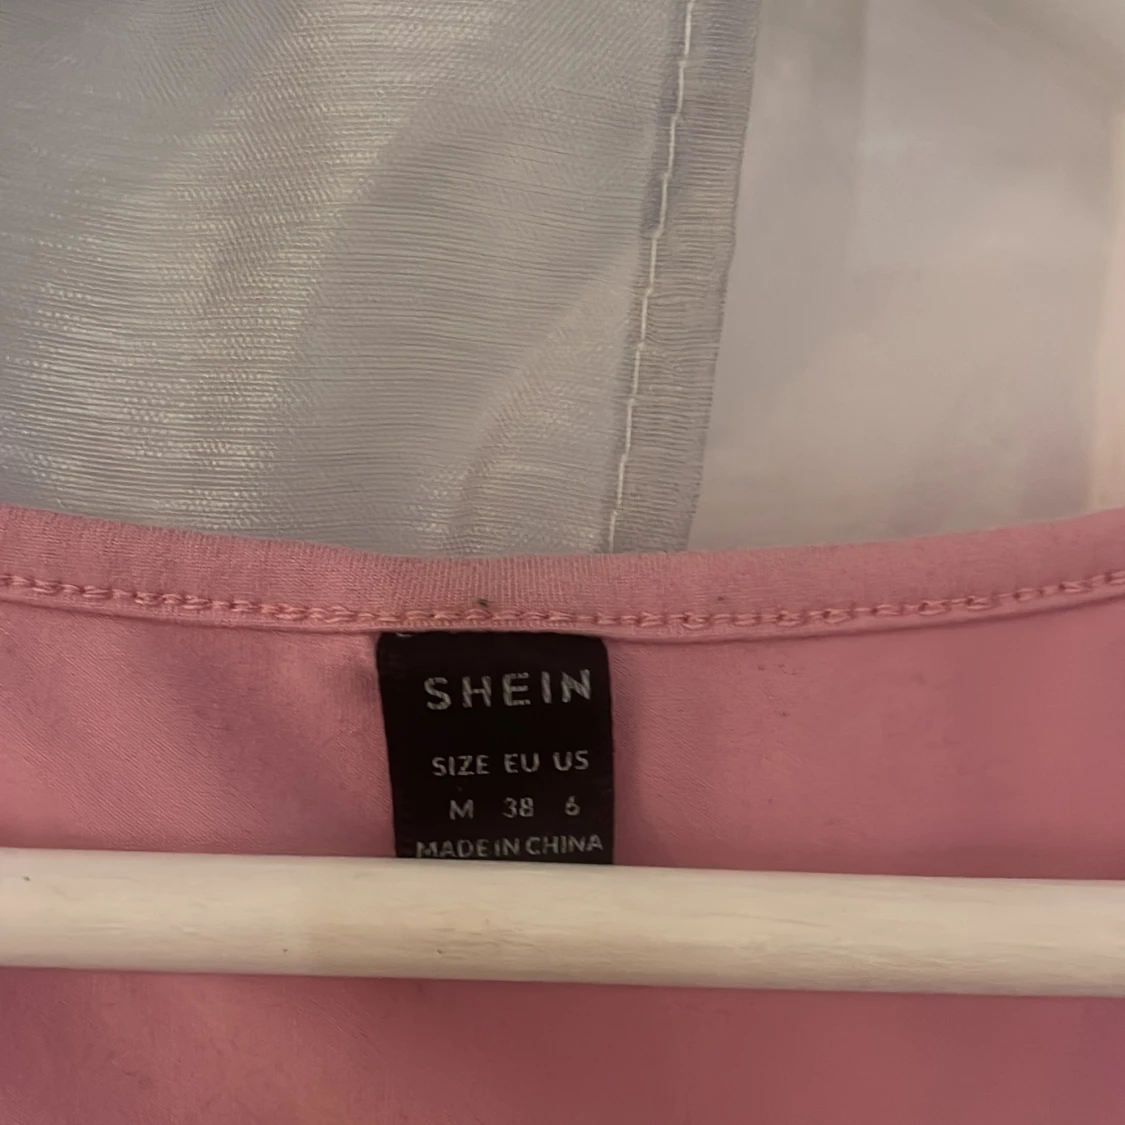 SHEIN
SIZE EU US
M 38 6
MADE IN CHINA